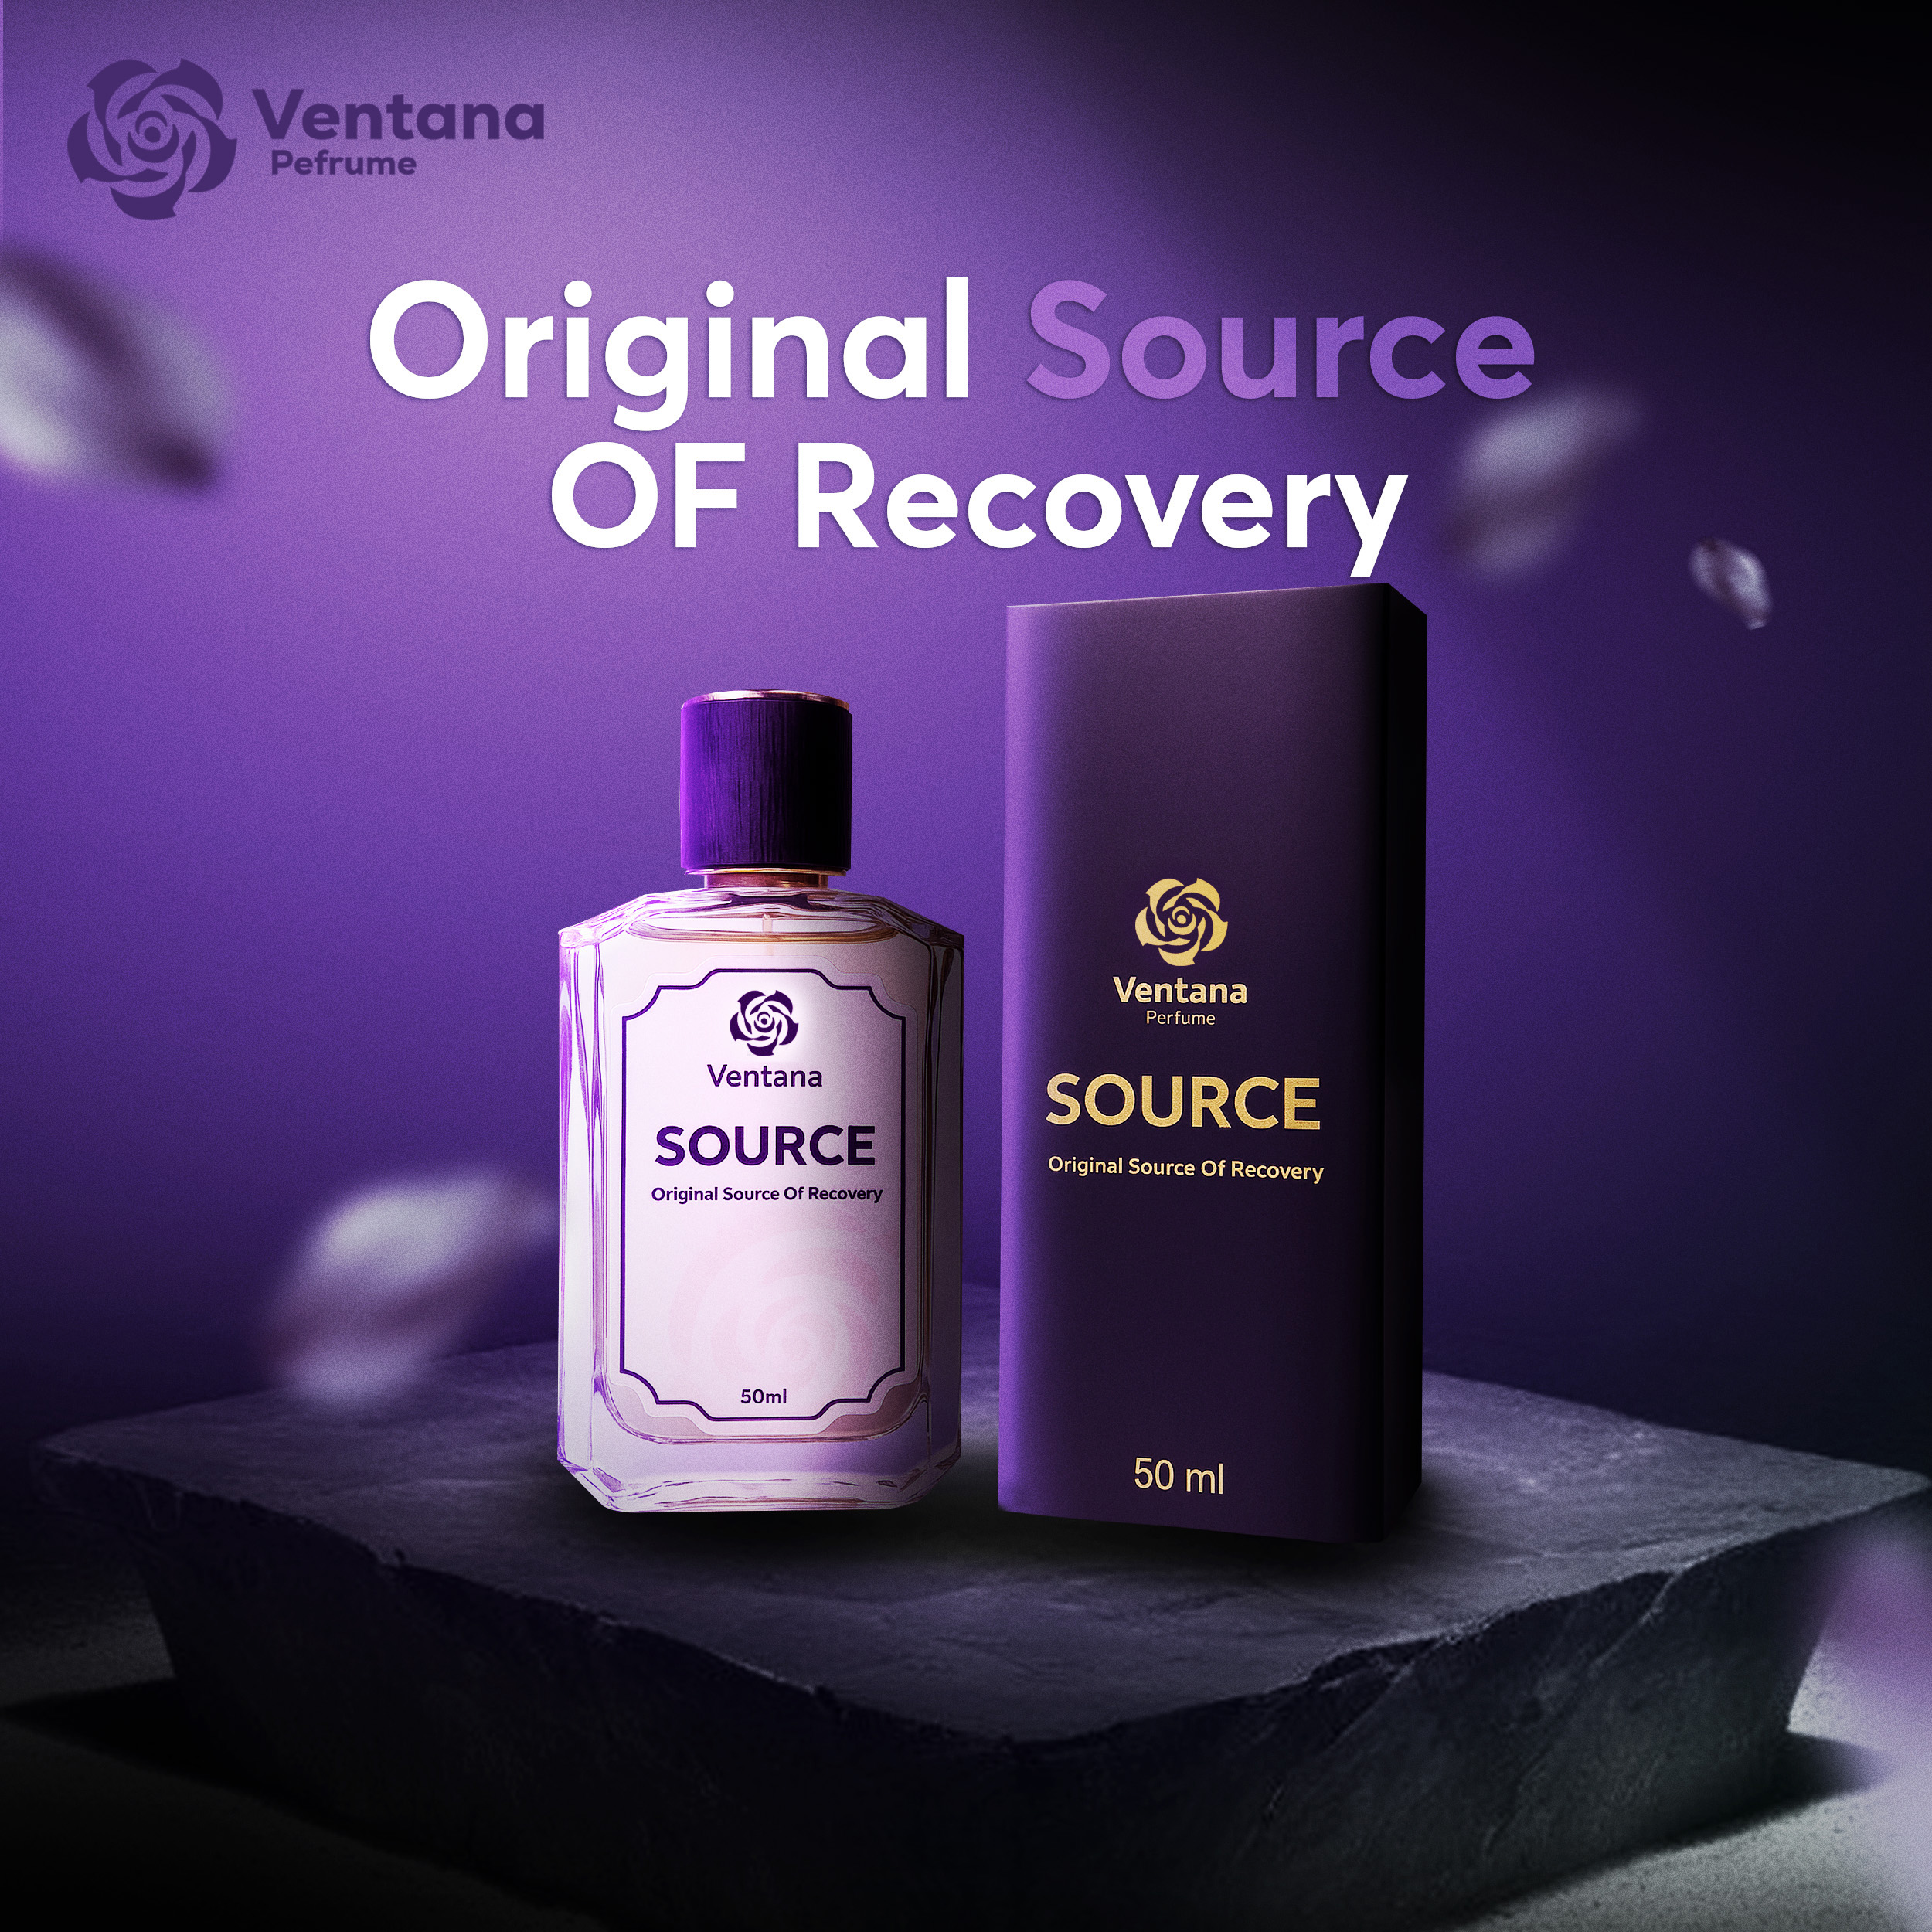 Ventana
Pefrume
Original Source
OF Recovery
Ventana
SOURCE
Original Source Of Recovery
50ml
Ventana
Perfume
SOURCE
Original Source Of Recovery
50 ml